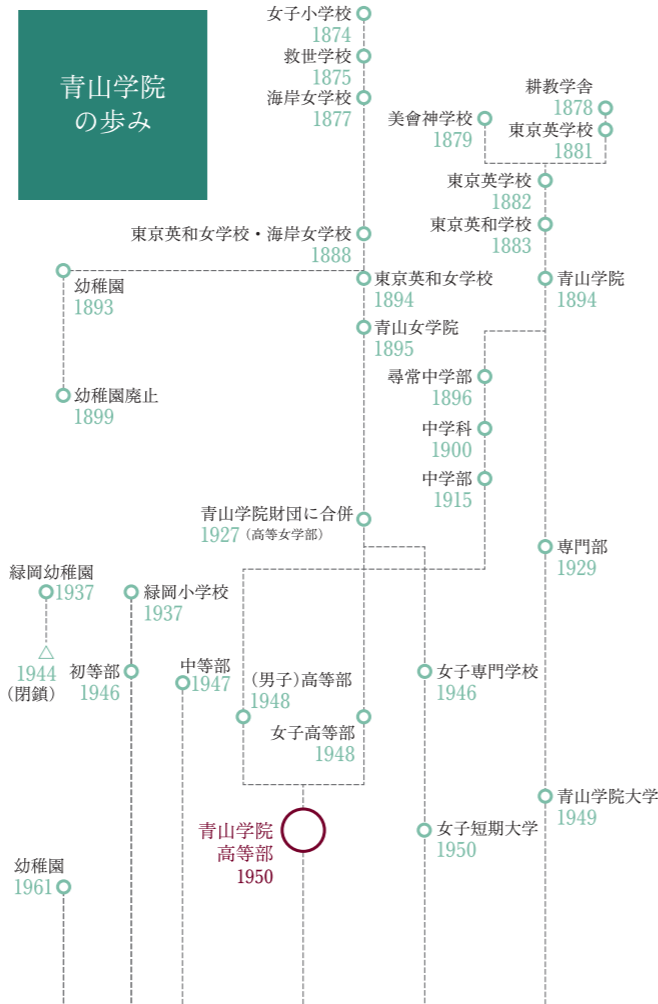 青山学院
の歩み
女子小学校
1874
救世学校
1875
海岸女学校
1877
耕教学舎
1878
美會神学校
1879
東京英学校
1881
東京英学校
1882
東京英和学校
1883
東京英和女学校・海岸女学校
1888
幼稚園
1893
東京英和女学校
1894
青山学院
1894
青山女学院
1895
尋常中学部
1896
幼稚園廃止
1899
中学科
1900
中学部
1915
青山学院財団に合併
1927 (高等女学部)
専門部
1929
緑岡幼稚園
1937
緑岡小学校
1937
△
1944
(閉鎖)
初等部
1946
中等部
1947
(男子)高等部
1948
女子専門学校
1946
女子高等部
1948
青山学院大学
1949
青山学院
高等部
1950
女子短期大学
1950
幼稚園
1961